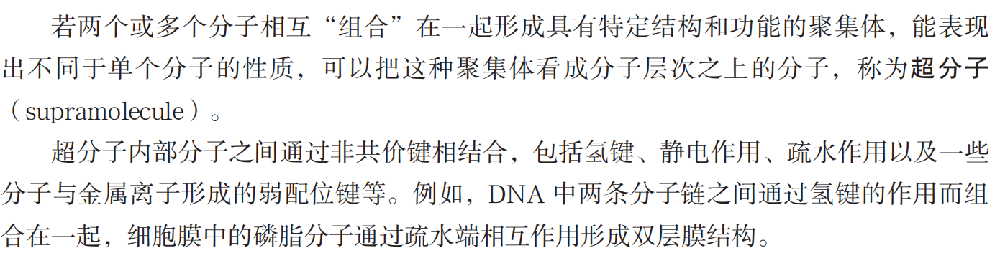 若两个或多个分子相互“组合”在一起形成具有特定结构和功能的聚集体，能表现
出不同于单个分子的性质，可以把这种聚集体看成分子层次之上的分子，称为超分子
（supramolecule）。
超分子内部分子之间通过非共价键相结合，包括氢键、静电作用、疏水作用以及一些
分子与金属离子形成的弱配位键等。例如，DNA 中两条分子链之间通过氢键的作用而组
合在一起，细胞膜中的磷脂分子通过疏水端相互作用形成双层膜结构。